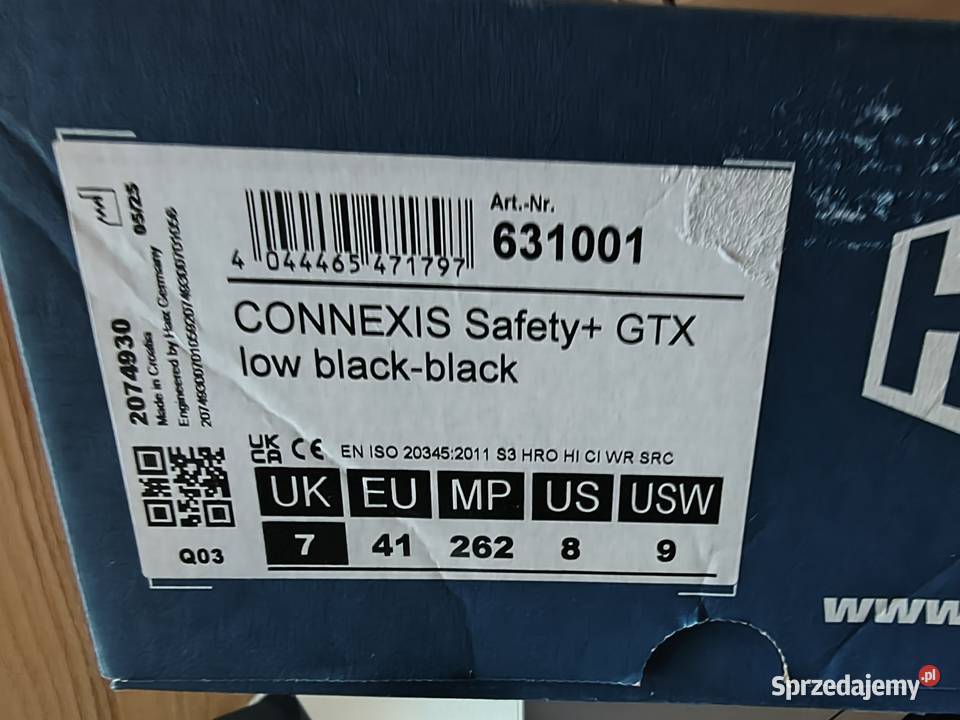 05/25
2074930
Made in Croatia
Engineered by Haix Germany
Q03
4 044465 471797
Art.-Nr.
631001
CONNEXIS Safety+ GTX
low black-black
UK CA CE EN ISO 20345:2011 S3 HRO HI CI WR SRC
UK EU MP US USW
7 41 262 8 9
H
www.
Sprzedajemy.pl